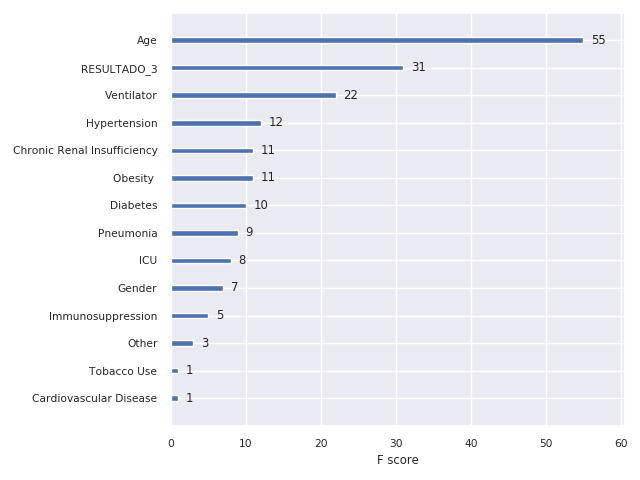 Age 55
RESULTADO_3 31
Ventilator 22
Hypertension 12
Chronic Renal Insufficiency 11
Obesity 11
Diabetes 10
Pneumonia 9
ICU 8
Gender 7
Immunosuppression 5
Other 3
Tobacco Use 1
Cardiovascular Disease 1
0 10 20 30 40 50 60
F score